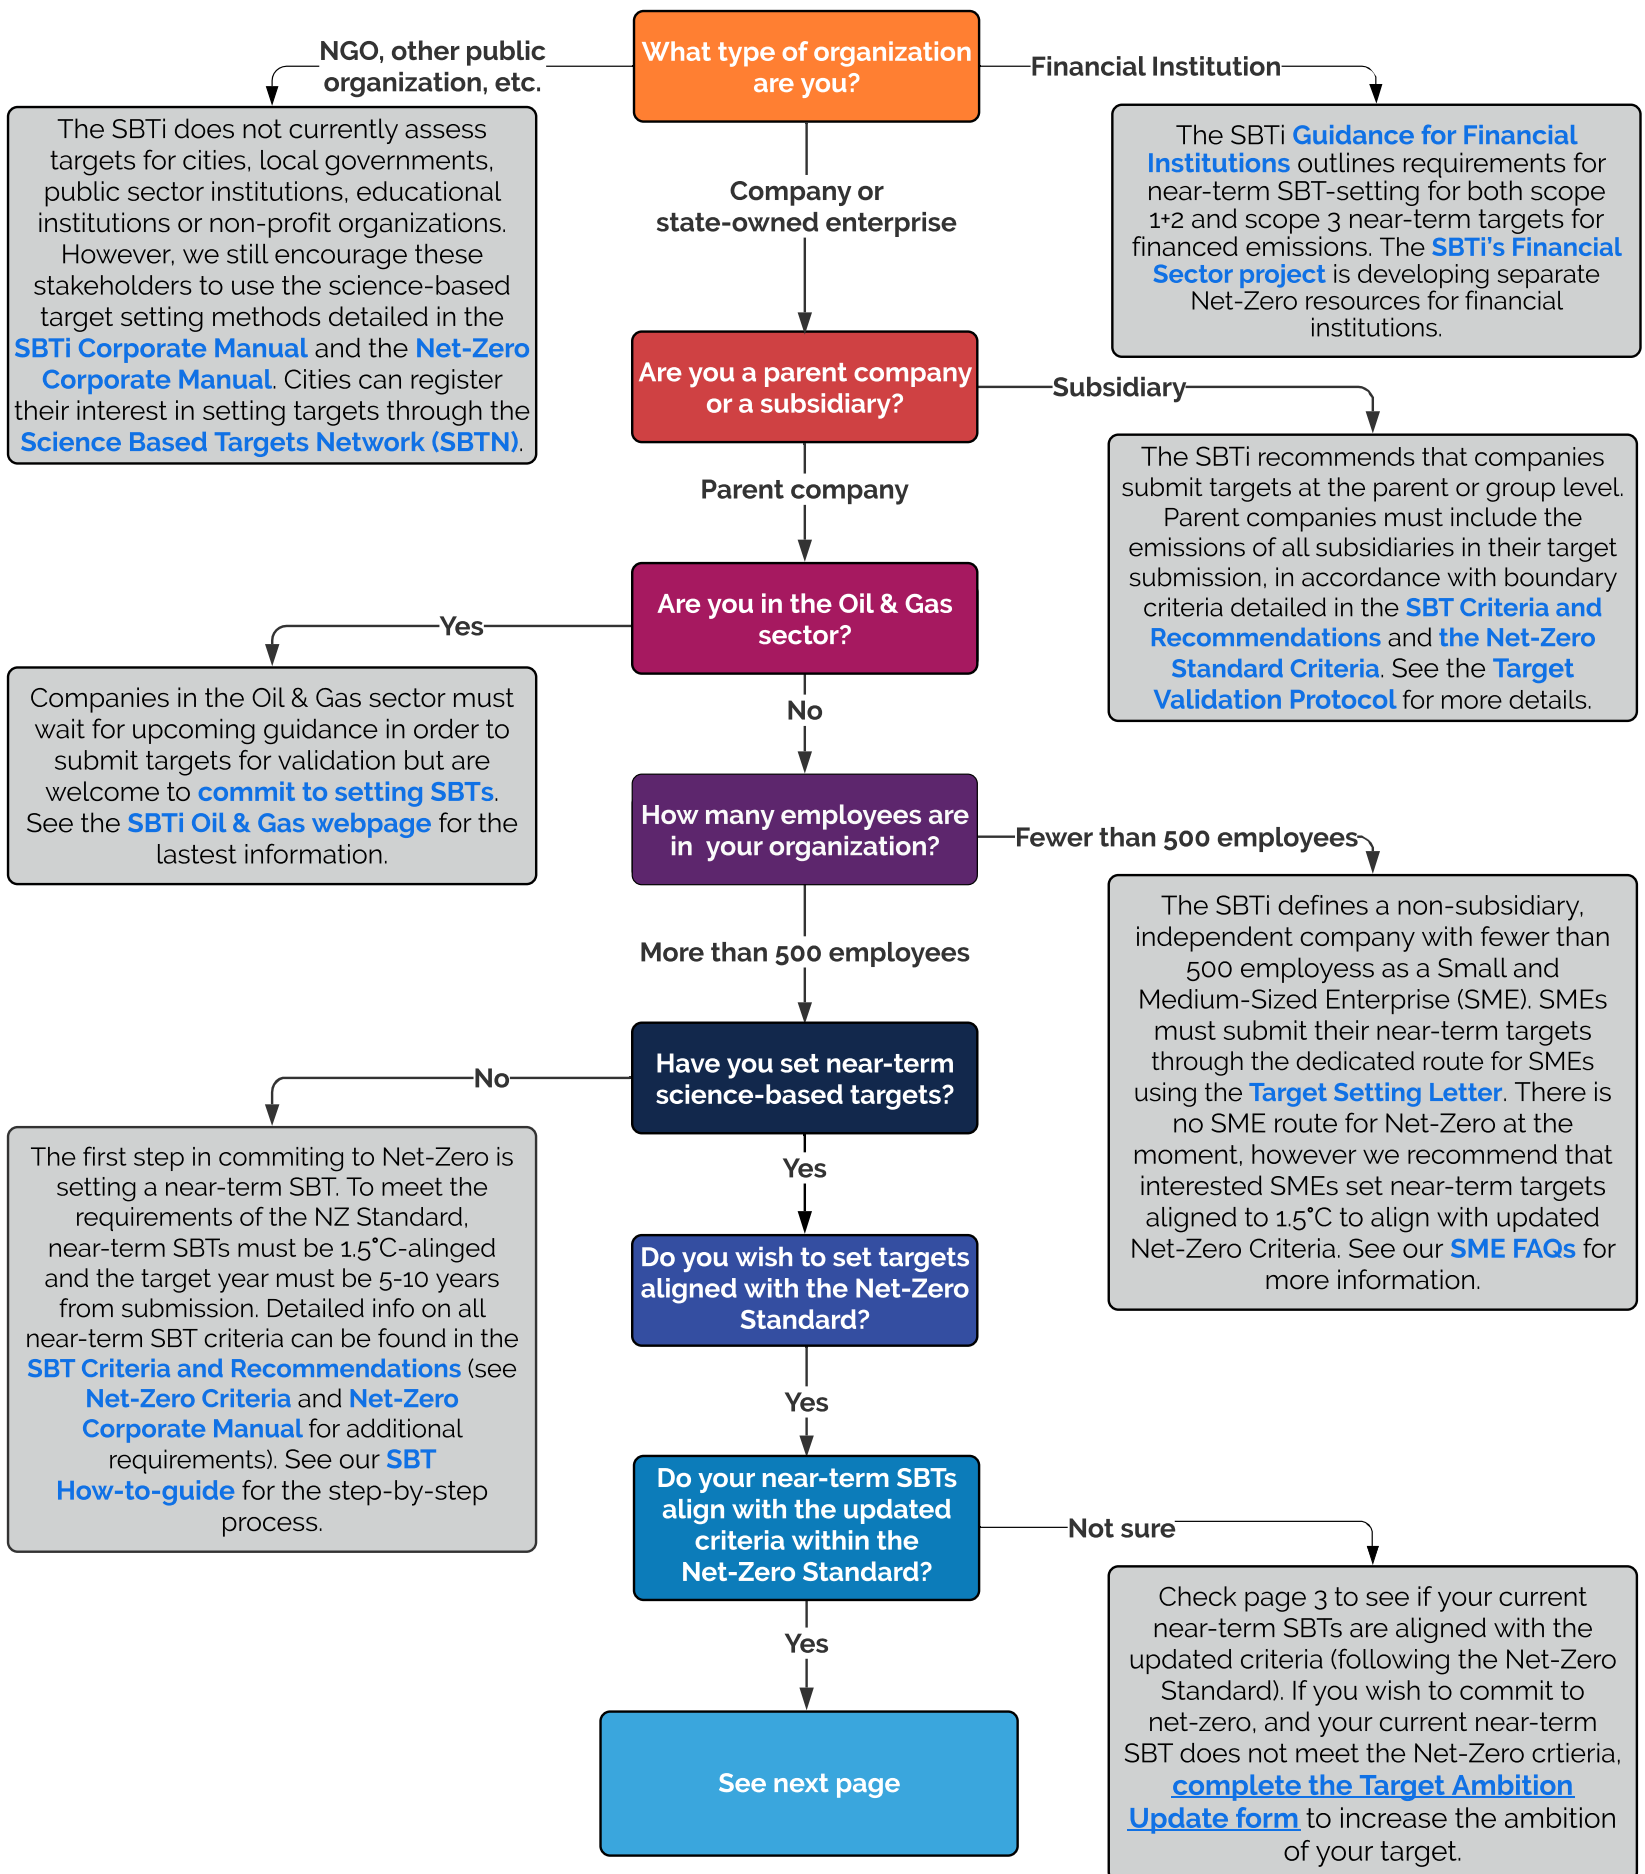 What type of organization
are you?
NGO, other public
organization, etc.
Financial Institution
The SBTi does not currently assess
targets for cities, local governments,
public sector institutions, educational
institutions or non-profit organizations.
However, we still encourage these
stakeholders to use the science-based
target setting methods detailed in the
SBTi Corporate Manual and the Net-Zero
Corporate Manual. Cities can register
their interest in setting targets through the
Science Based Targets Network (SBTN).
The SBTi Guidance for Financial
Institutions outlines requirements for
near-term SBT-setting for both scope
1+2 and scope 3 near-term targets for
financed emissions. The SBTi's Financial
Sector project is developing separate
Net-Zero resources for financial
institutions.
Company or
state-owned enterprise
Are you a parent company
or a subsidiary?
Subsidiary
The SBTi recommends that companies
submit targets at the parent or group level.
Parent companies must include the
emissions of all subsidiaries in their target
submission, in accordance with boundary
criteria detailed in the SBT Criteria and
Recommendations and the Net-Zero
Standard Criteria. See the Target
Validation Protocol for more details.
Parent company
Are you in the Oil & Gas
sector?
Yes
Companies in the Oil & Gas sector must
wait for upcoming guidance in order to
submit targets for validation but are
welcome to commit to setting SBTs.
See the SBTi Oil & Gas webpage for the
lastest information.
No
How many employees are
in your organization?
Fewer than 500 employees
The SBTi defines a non-subsidiary,
independent company with fewer than
500 employess as a Small and
Medium-Sized Enterprise (SME). SMEs
must submit their near-term targets
through the dedicated route for SMEs
using the Target Setting Letter. There is
no SME route for Net-Zero at the
moment, however we recommend that
interested SMEs set near-term targets
aligned to 1.5°C to align with updated
Net-Zero Criteria. See our SME FAQs for
more information.
More than 500 employees
Have you set near-term
science-based targets?
No
The first step in commiting to Net-Zero is
setting a near-term SBT. To meet the
requirements of the NZ Standard,
near-term SBTs must be 1.5°C-alinged
and the target year must be 5-10 years
from submission. Detailed info on all
near-term SBT criteria can be found in the
SBT Criteria and Recommendations (see
Net-Zero Criteria and Net-Zero
Corporate Manual for additional
requirements). See our SBT
How-to-guide for the step-by-step
process.
Yes
Do you wish to set targets
aligned with the Net-Zero
Standard?
Yes
Do your near-term SBTs
align with the updated
criteria within the
Net-Zero Standard?
Not sure
Check page 3 to see if your current
near-term SBTs are aligned with the
updated criteria (following the Net-Zero
Standard). If you wish to commit to
net-zero, and your current near-term
SBT does not meet the Net-Zero crtieria,
complete the Target Ambition
Update form to increase the ambition
of your target.
Yes
See next page